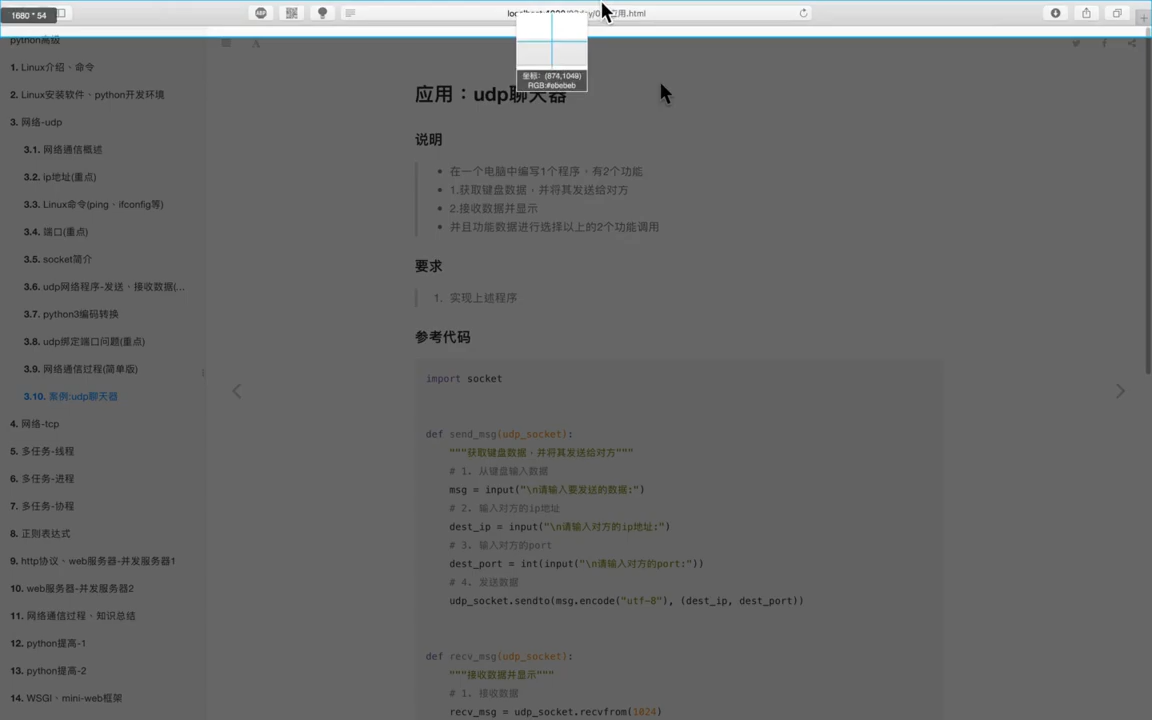 1680 * 54
python高级
1. Linux介绍、命令
2. Linux安装软件、python开发环境
3. 网络-udp
3.1. 网络通信概述
3.2. ip地址(重点)
3.3. Linux命令(ping、ifconfig等)
3.4. 端口(重点)
3.5. socket简介
3.6. udp网络程序-发送、接收数据(...
3.7. python3编码转换
3.8. udp绑定端口问题(重点)
3.9. 网络通信过程(简单版)
3.10. 案例:udp聊天器
4. 网络-tcp
5. 多任务-线程
6. 多任务-进程
7. 多任务-协程
8. 正则表达式
9. http协议、web服务器-并发服务器1
10. web服务器-并发服务器2
11. 网络通信过程、知识总结
12. python提高-1
13. python提高-2
14. WSGI、mini-web框架
ABP
应用.html
坐标: (874,1049)
RGB:#ebebeb
应用：udp聊天器
说明
• 在一个电脑中编写1个程序，有2个功能
• 1.获取键盘数据，并将其发送给对方
• 2.接收数据并显示
• 并且功能数据进行选择以上的2个功能调用
要求
1. 实现上述程序
参考代码
import socket
def send_msg(udp_socket):
"""获取键盘数据，并将其发送给对方"""
# 1. 从键盘输入数据
msg = input("\n请输入要发送的数据:")
# 2. 输入对方的ip地址
dest_ip = input("\n请输入对方的ip地址:")
# 3. 输入对方的port
dest_port = int(input("\n请输入对方的port:"))
# 4. 发送数据
udp_socket.sendto(msg.encode("utf-8"), (dest_ip, dest_port))
def recv_msg(udp_socket):
"""接收数据并显示"""
# 1. 接收数据
recv_msg = udp_socket.recvfrom(1024)